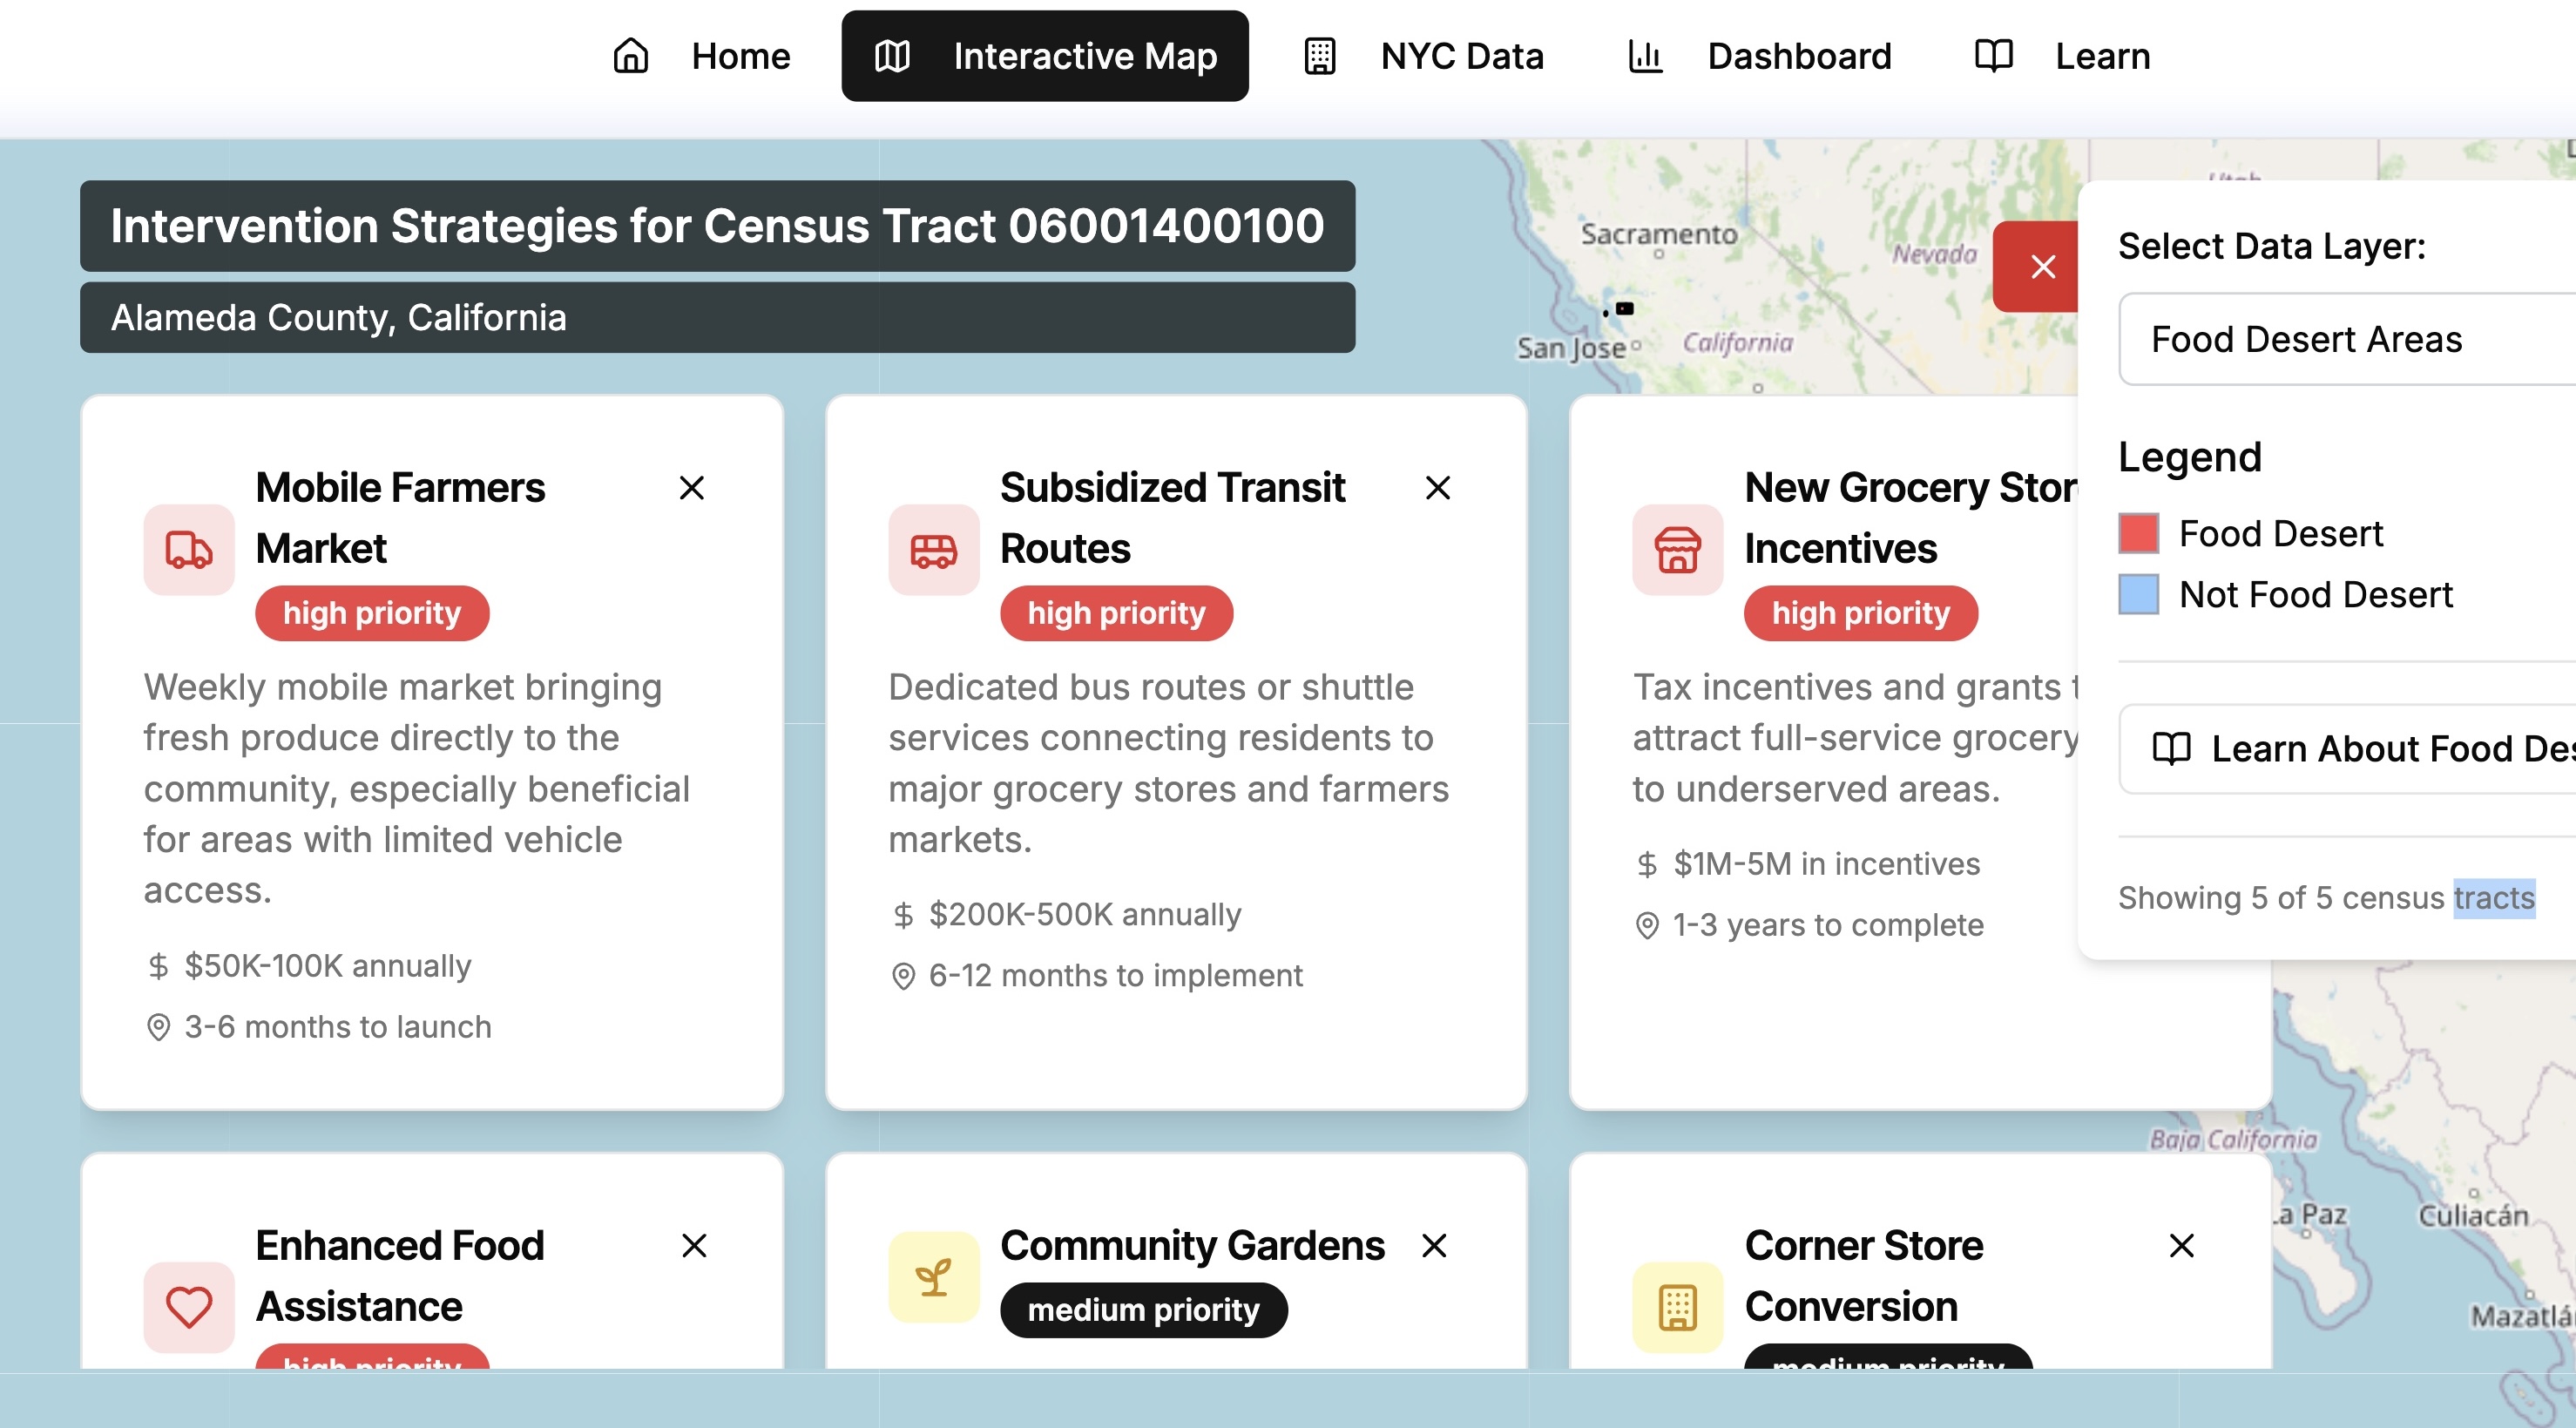 Home
Interactive Map
NYC Data
Dashboard
Learn
Intervention Strategies for Census Tract 06001400100
Alameda County, California
Mobile Farmers
Market
high priority
Weekly mobile market bringing
fresh produce directly to the
community, especially beneficial
for areas with limited vehicle
access.
$50K-100K annually
3-6 months to launch
Subsidized Transit
Routes
high priority
Dedicated bus routes or shuttle
services connecting residents to
major grocery stores and farmers
markets.
$200K-500K annually
6-12 months to implement
New Grocery Stor
Incentives
high priority
Tax incentives and grants t
attract full-service grocery
to underserved areas.
$1M-5M in incentives
1-3 years to complete
Enhanced Food
Assistance
high priority
Community Gardens
medium priority
Corner Store
Conversion
medium priority
Select Data Layer:
Food Desert Areas
Legend
Food Desert
Not Food Desert
Learn About Food Des
Showing 5 of 5 census tracts
Utah
Sacramento
Nevada
San Jose
California
Baja California
La Paz
Culiacán
Mazatlá